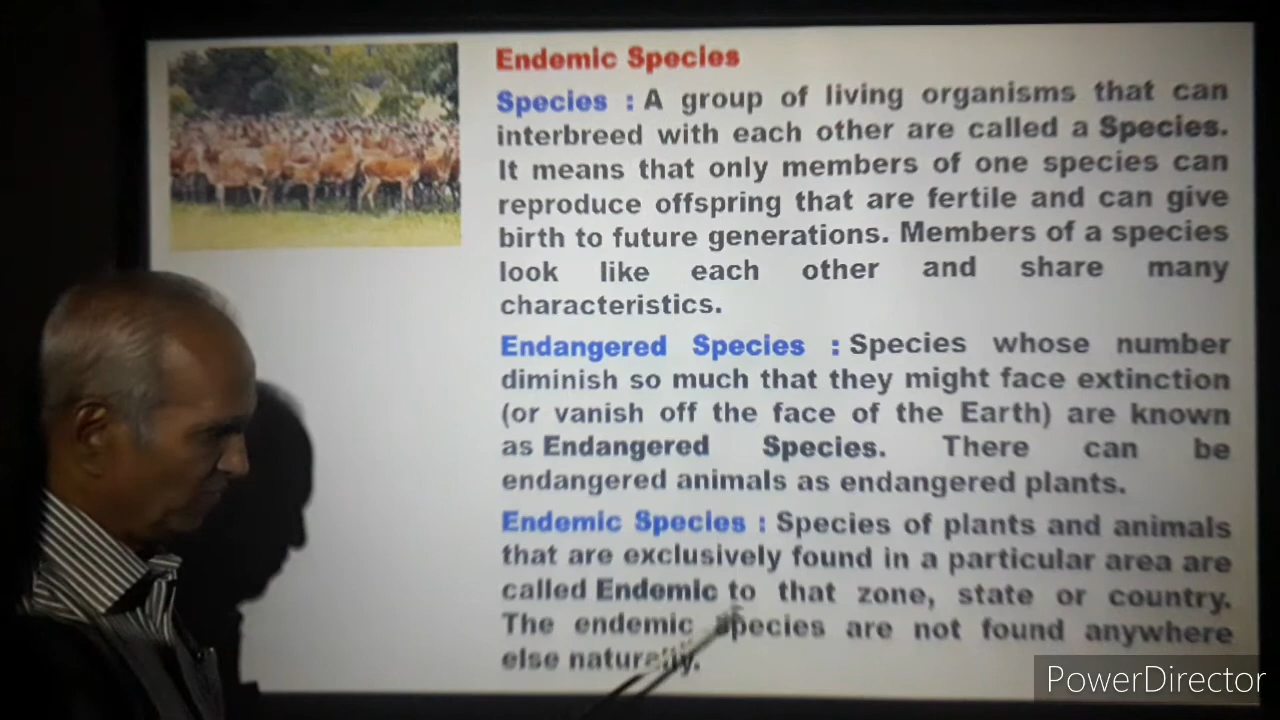 Endemic Species
Species : A group of living organisms that can
interbreed with each other are called a Species.
It means that only members of one species can
reproduce offspring that are fertile and can give
birth to future generations. Members of a species
look like each other and share many
characteristics.
Endangered Species : Species whose number
diminish so much that they might face extinction
(or vanish off the face of the Earth) are known
as Endangered Species. There can be
endangered animals as endangered plants.
Endemic Species : Species of plants and animals
that are exclusively found in a particular area are
called Endemic to that zone, state or country.
The endemic species are not found anywhere
else naturally.
PowerDirector